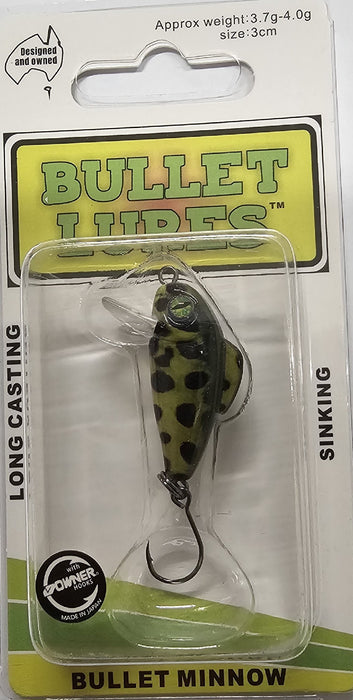 Approx weight:3.7g-4.0g
size:3cm
Designed
and owned
9
BULLET
LURES™
LONG CASTING
SINKING
with
OWNER
HOOKS
MADE IN JAPAN
BULLET MINNOW